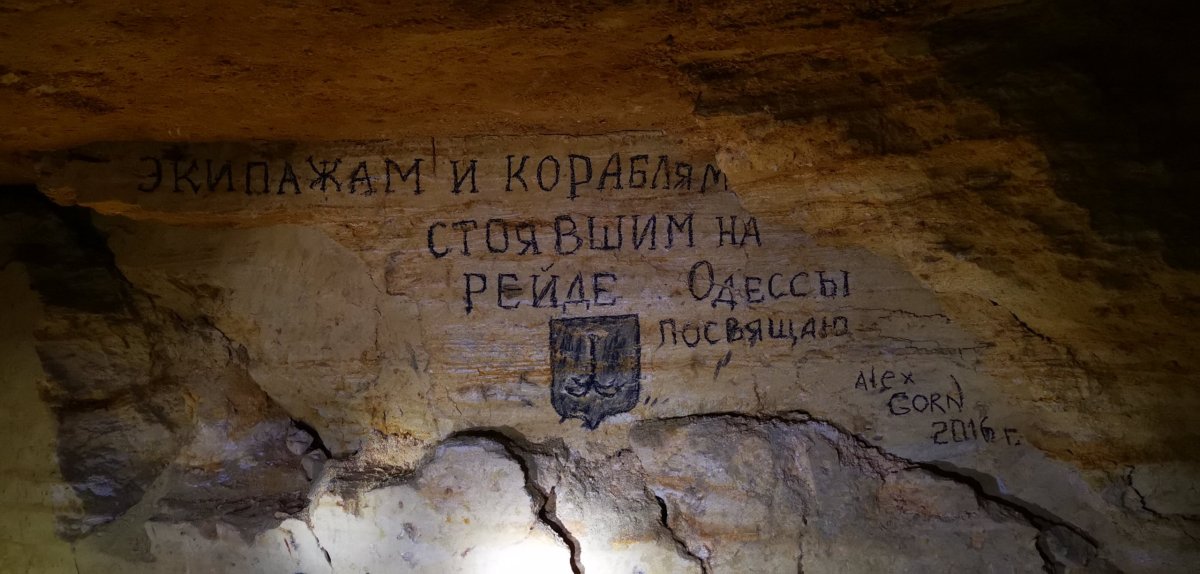 ЭКИПАЖАМ И КОРАБЛЯМ
СТОЯВШИМ НА
РЕЙДЕ ОДЕССЫ
ПОСВЯЩАЮ
Alex
GORN
2016 г.